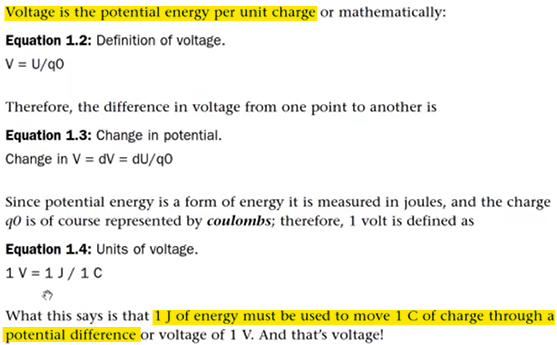 Voltage is the potential energy per unit charge or mathematically:
Equation 1.2: Definition of voltage.
V = U/q0
Therefore, the difference in voltage from one point to another is
Equation 1.3: Change in potential.
Change in V = dV = dU/q0
Since potential energy is a form of energy it is measured in joules, and the charge
q0 is of course represented by coulombs; therefore, 1 volt is defined as
Equation 1.4: Units of voltage.
1 V = 1 J / 1 C
What this says is that 1 J of energy must be used to move 1 C of charge through a
potential difference or voltage of 1 V. And that's voltage!